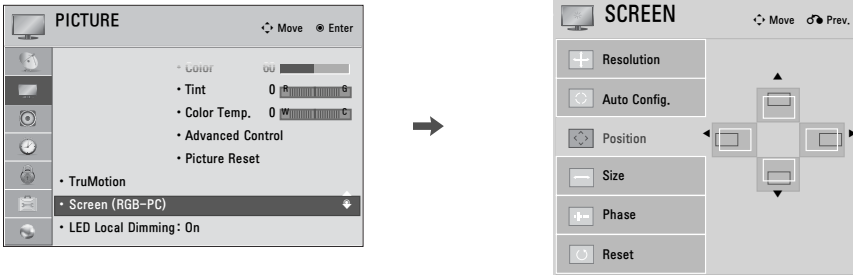 PICTURE
Move Enter
• Color 60
• Tint 0 R G
• Color Temp. 0 W C
• Advanced Control
• Picture Reset
• TruMotion
• Screen (RGB-PC)
• LED Local Dimming: On
SCREEN
Move Prev.
Resolution
Auto Config.
Position
Size
Phase
Reset